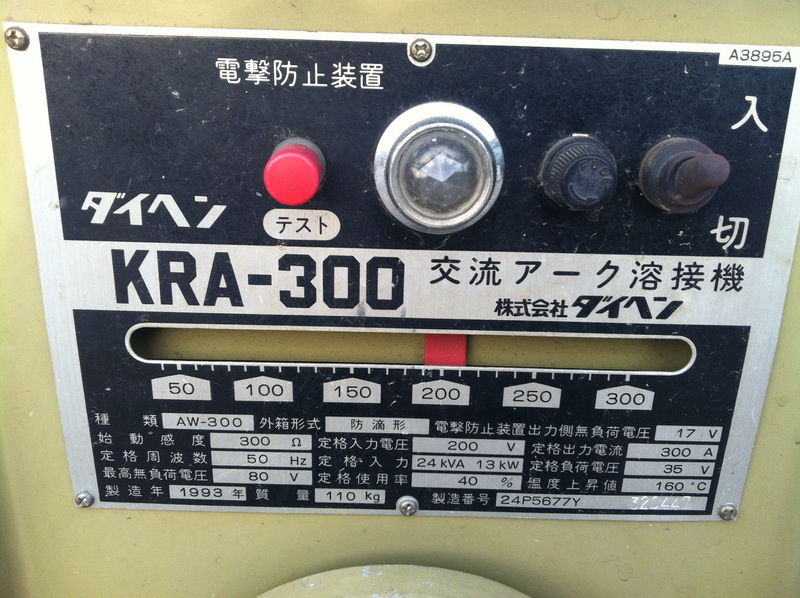 A3895A
電撃防止装置
入
ダイヘン
テスト
切
KRA-300 交流アーク溶接機
株式会社 ダイヘン
50 100 150 200 250 300
種類 AW-300 外箱形式 防滴形 電撃防止装置出力側無負荷電圧 17 V
始動感度 300 Ω 定格入力電圧 200 V 定格出力電流 300 A
定格周波数 50 Hz 定格入力 24kVA 13kW 定格負荷電圧 35 V
最高無負荷電圧 80 V 定格使用率 40 % 温度上昇値 160 °C
製造年 1993年 質量 110 kg 製造番号 24P5677Y